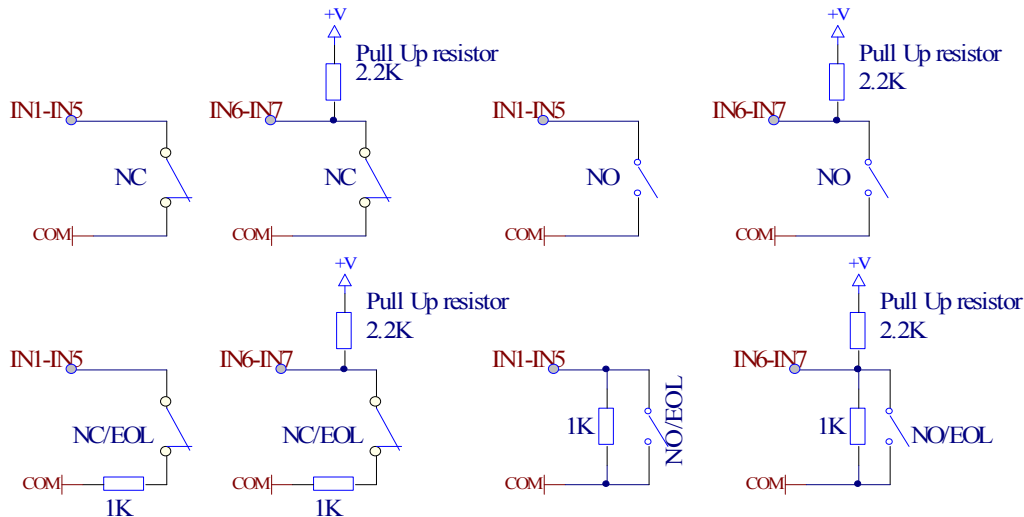 +V
Pull Up resistor
2.2K
+V
Pull Up resistor
2.2K
IN1-IN5
IN6-IN7
IN1-IN5
IN6-IN7
NC
NC
NO
NO
COM
COM
COM
COM
+V
Pull Up resistor
2.2K
+V
Pull Up resistor
2.2K
IN1-IN5
IN6-IN7
IN1-IN5
IN6-IN7
NC/EOL
NC/EOL
1K
NO/EOL
1K
NO/EOL
COM
1K
COM
1K
COM
COM